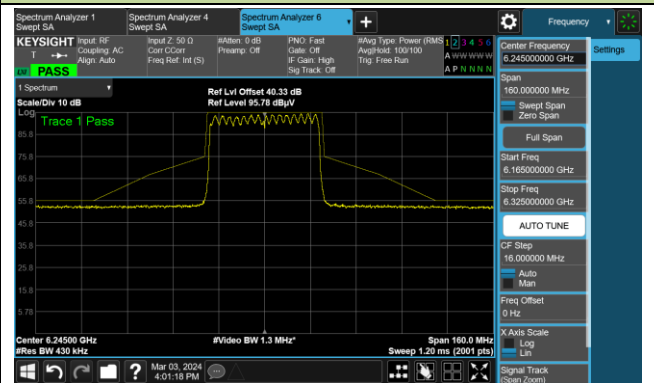 Spectrum Analyzer 1
Swept SA
Spectrum Analyzer 4
Swept SA
Spectrum Analyzer 6
Swept SA
Frequency
KEYSIGHT
Input: RF
Coupling: AC
Align: Auto
Input Z: 50 Ω
Corr CCorr
Freq Ref: Int (S)
#Atten: 0 dB
Preamp: Off
PNO: Fast
Gate: Off
IF Gain: High
Sig Track: Off
#Avg Type: Power (RMS
Avg|Hold: 100/100
Trig: Free Run
1 2 3 4 5 6
A W W W W W
A P N N N N
T
PASS
1 Spectrum
Scale/Div 10 dB
Ref Lvl Offset 40.33 dB
Ref Level 95.78 dBµV
Log
Trace 1 Pass
85.8
75.8
65.8
55.8
45.8
35.8
25.8
15.8
5.78
Center 6.24500 GHz
#Res BW 430 kHz
#Video BW 1.3 MHz*
Span 160.0 MHz
Sweep 1.20 ms (2001 pts)
Mar 03, 2024
4:01:18 PM
Center Frequency
6.245000000 GHz
Settings
Span
160.000000 MHz
Swept Span
Zero Span
Full Span
Start Freq
6.165000000 GHz
Stop Freq
6.325000000 GHz
AUTO TUNE
CF Step
16.000000 MHz
Auto
Man
Freq Offset
0 Hz
X Axis Scale
Log
Lin
Signal Track
(Span Zoom)